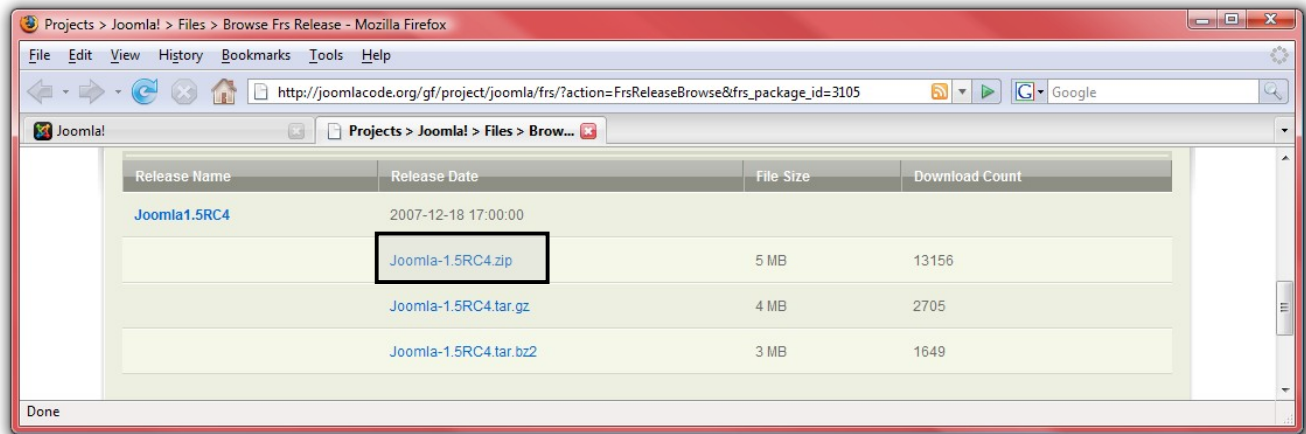 Projects > Joomla! > Files > Browse Frs Release - Mozilla Firefox
File Edit View History Bookmarks Tools Help
http://joomlacode.org/gf/project/joomla/frs/?action=FrsReleaseBrowse&frs_package_id=3105 G Google
Joomla! Projects > Joomla! > Files > Brow...
Release Name Release Date File Size Download Count
Joomla1.5RC4 2007-12-18 17:00:00
Joomla-1.5RC4.zip 5 MB 13156
Joomla-1.5RC4.tar.gz 4 MB 2705
Joomla-1.5RC4.tar.bz2 3 MB 1649
Done